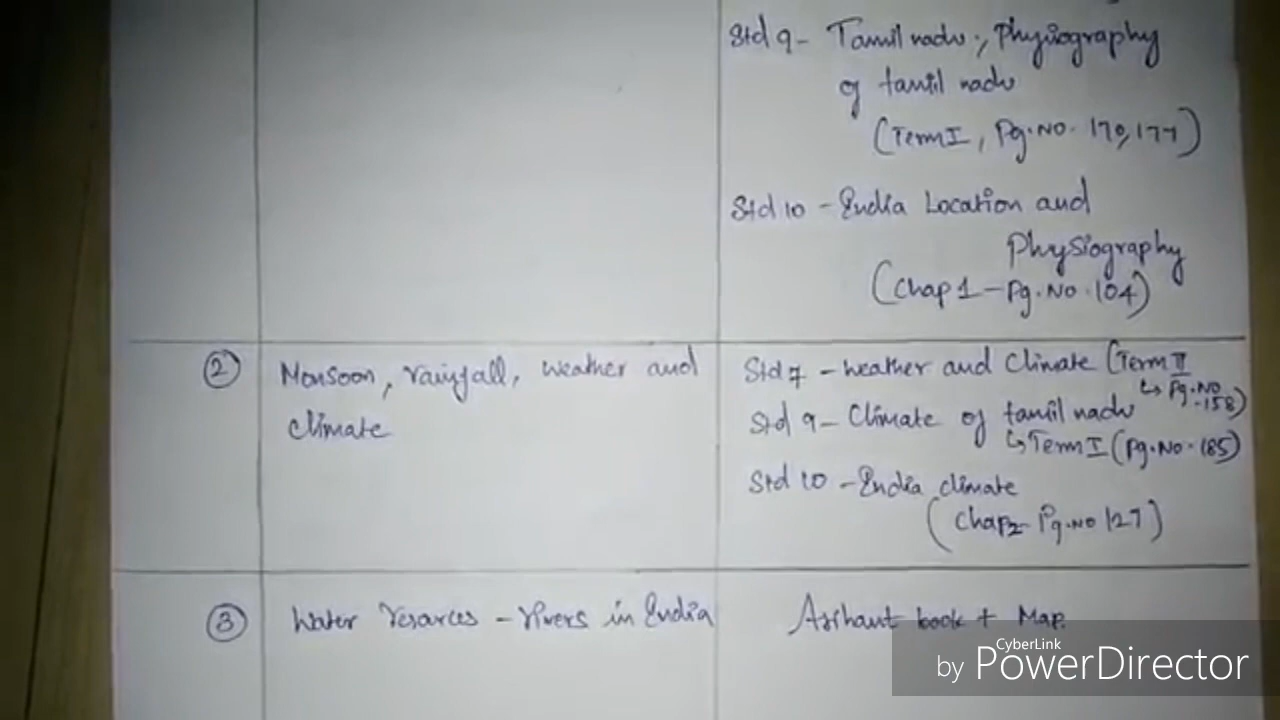 Std 9 - Tamil nadu, Physiography
of tamil nadu
(Term I, Pg.No. 170,177)
Std 10 - India Location and
Physiography
(Chap 1 - Pg.No.104)
② Monsoon, rainfall, weather and
climate
Std 7 - weather and Climate (Term II
↳ Pg.No
-158)
Std 9 - Climate of tamil nadu
↳ Term I (Pg.No.185)
Std 10 - India climate
(Chap 2 Pg.No 127)
③ Water resources - rivers in India
Arihant book + Map.
CyberLink
by PowerDirector